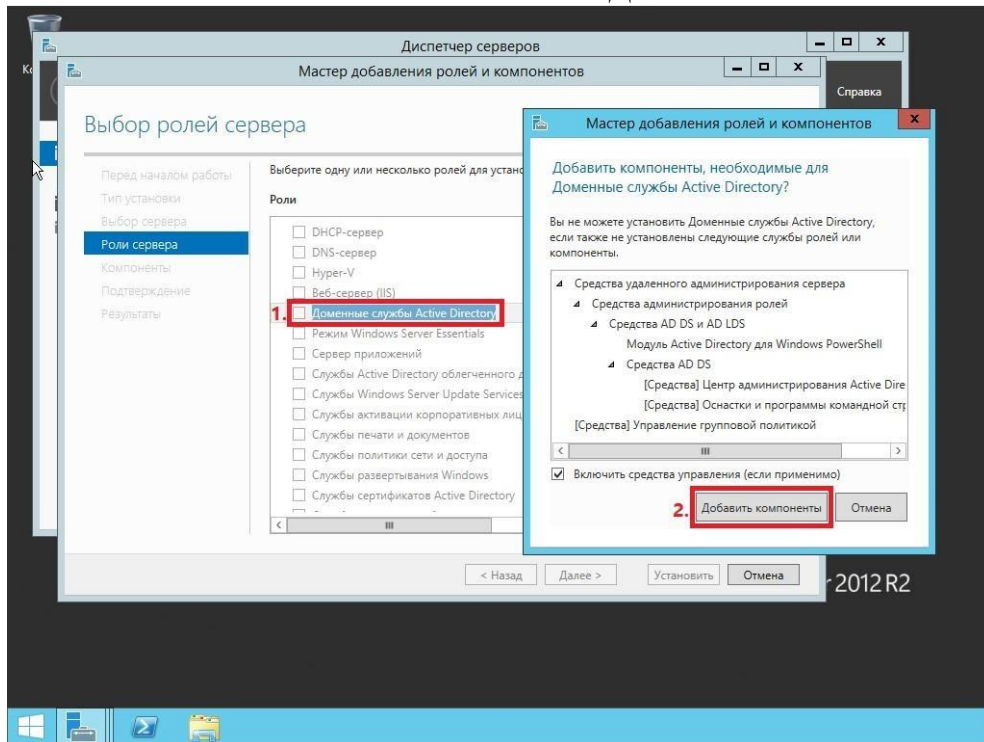 Диспетчер серверов
Мастер добавления ролей и компонентов
Справка
Выбор ролей сервера
Перед началом работы
Тип установки
Выбор сервера
Роли сервера
Компоненты
Подтверждение
Результаты
Выберите одну или несколько ролей для
Роли
DHCP-сервер
DNS-сервер
Hyper-V
Веб-сервер (IIS)
1. Доменные службы Active Directory
Режим Windows Server Essentials
Сервер приложений
Службы Active Directory облегченного
Службы Windows Server Update Services
Службы активации корпоративных
Службы печати и документов
Службы политики сети и доступа
Службы развертывания Windows
Службы сертификатов Active Directory
< Назад Далее > Установить Отмена
Мастер добавления ролей и компонентов
Добавить компоненты, необходимые для
Доменные службы Active Directory?
Вы не можете установить Доменные службы Active Directory,
если также не установлены следующие службы ролей или
компоненты.
Средства удаленного администрирования сервера
Средства администрирования ролей
Средства AD DS и AD LDS
Модуль Active Directory для Windows PowerShell
Средства AD DS
[Средства] Центр администрирования Active Dire
[Средства] Оснастки и программы командной
[Средства] Управление групповой политикой
Включить средства управления (если применимо)
2. Добавить компоненты Отмена
2012 R2